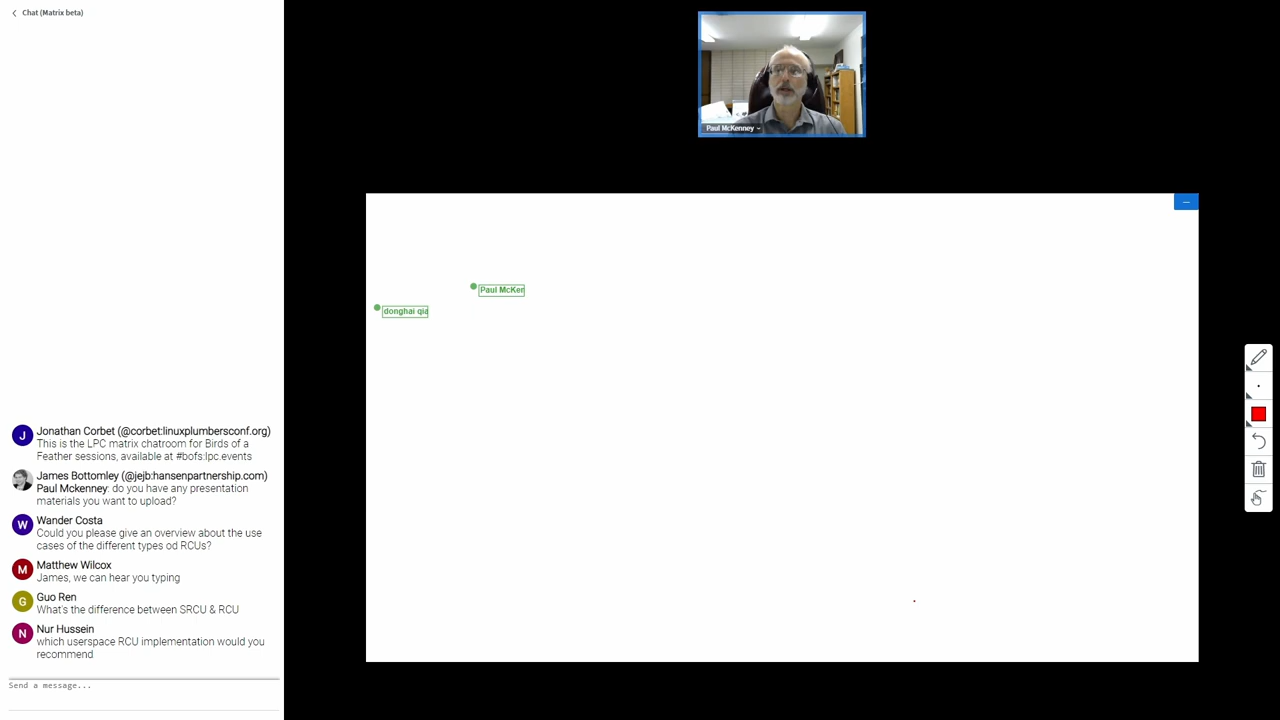 Chat (Matrix beta)
Paul McKenney
Paul McKer
donghai qia
J
Jonathan Corbet (@corbet:linuxplumbersconf.org)
This is the LPC matrix chatroom for Birds of a
Feather sessions, available at #bofs:lpc.events
James Bottomley (@jejb:hansenpartnership.com)
Paul Mckenney: do you have any presentation
materials you want to upload?
W
Wander Costa
Could you please give an overview about the use
cases of the different types od RCUs?
M
Matthew Wilcox
James, we can hear you typing
G
Guo Ren
What's the difference between SRCU & RCU
N
Nur Hussein
which userspace RCU implementation would you
recommend
Send a message...